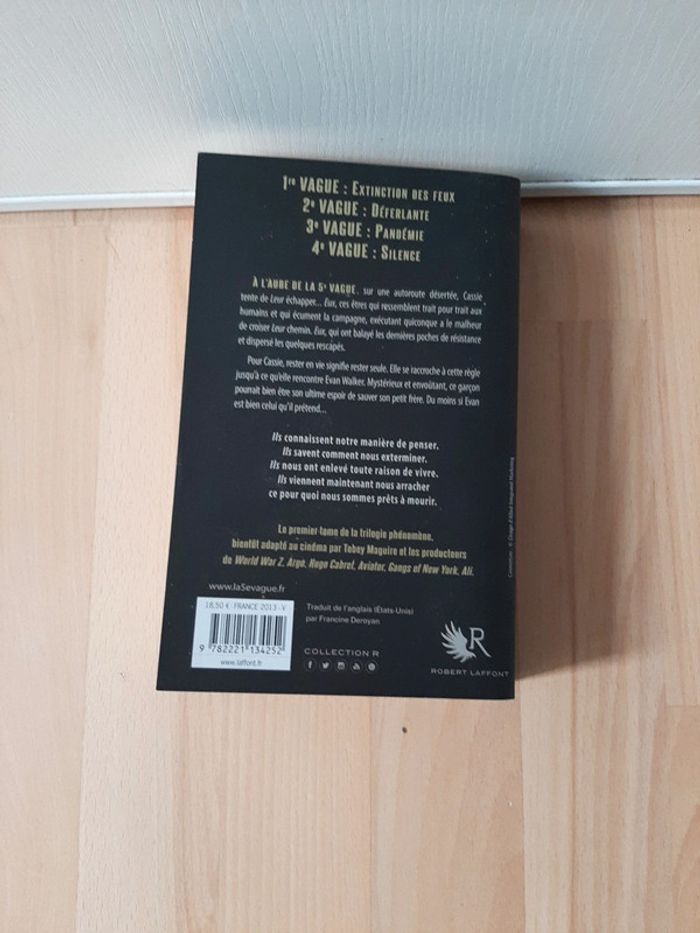 1re VAGUE : EXTINCTION DES FEUX
2e VAGUE : DÉFERLANTE
3e VAGUE : PANDÉMIE
4e VAGUE : SILENCE
À L'AUBE DE LA 5e VAGUE, sur une autoroute désertée, Cassie
tente de Leur échapper... Eux, ces êtres qui ressemblent trait pour trait aux
humains et qui écument la campagne, exécutant quiconque a le malheur
de croiser Leur chemin. Eux, qui ont balayé les dernières poches de résistance
et dispersé les quelques rescapés.
Pour Cassie, rester en vie signifie rester seule. Elle se raccroche à cette règle
jusqu'à ce qu'elle rencontre Evan Walker. Mystérieux et envoûtant, ce garçon
pourrait bien être son ultime espoir de sauver son petit frère. Du moins si Evan
est bien celui qu'il prétend...
Ils connaissent notre manière de penser.
Ils savent comment nous exterminer.
Ils nous ont enlevé toute raison de vivre.
Ils viennent maintenant nous arracher
ce pour quoi nous sommes prêts à mourir.
Le premier tome de la trilogie phénomène,
bientôt adapté au cinéma par Tobey Maguire et les producteurs
de World War Z, Argo, Hugo Cabret, Aviator, Gangs of New York, Ali.
www.la5evague.fr
18,50 € · FRANCE 2013-V
9 782221 134252
www.laffont.fr
Traduit de l'anglais (États-Unis)
par Francine Deroyan
COLLECTION R
R
ROBERT LAFFONT